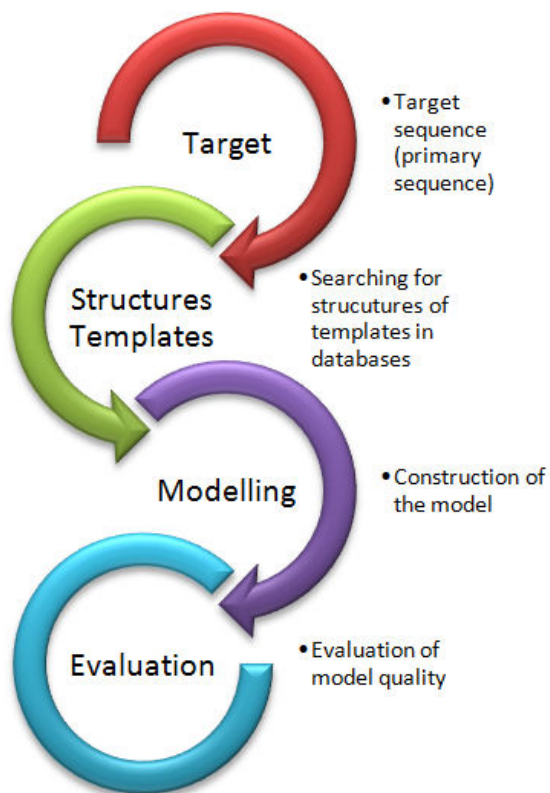 Target
•Target
sequence
(primary
sequence)
Structures
Templates
•Searching for
strucutures of
templates in
databases
Modelling
•Construction of
the model
Evaluation
•Evaluation of
model quality